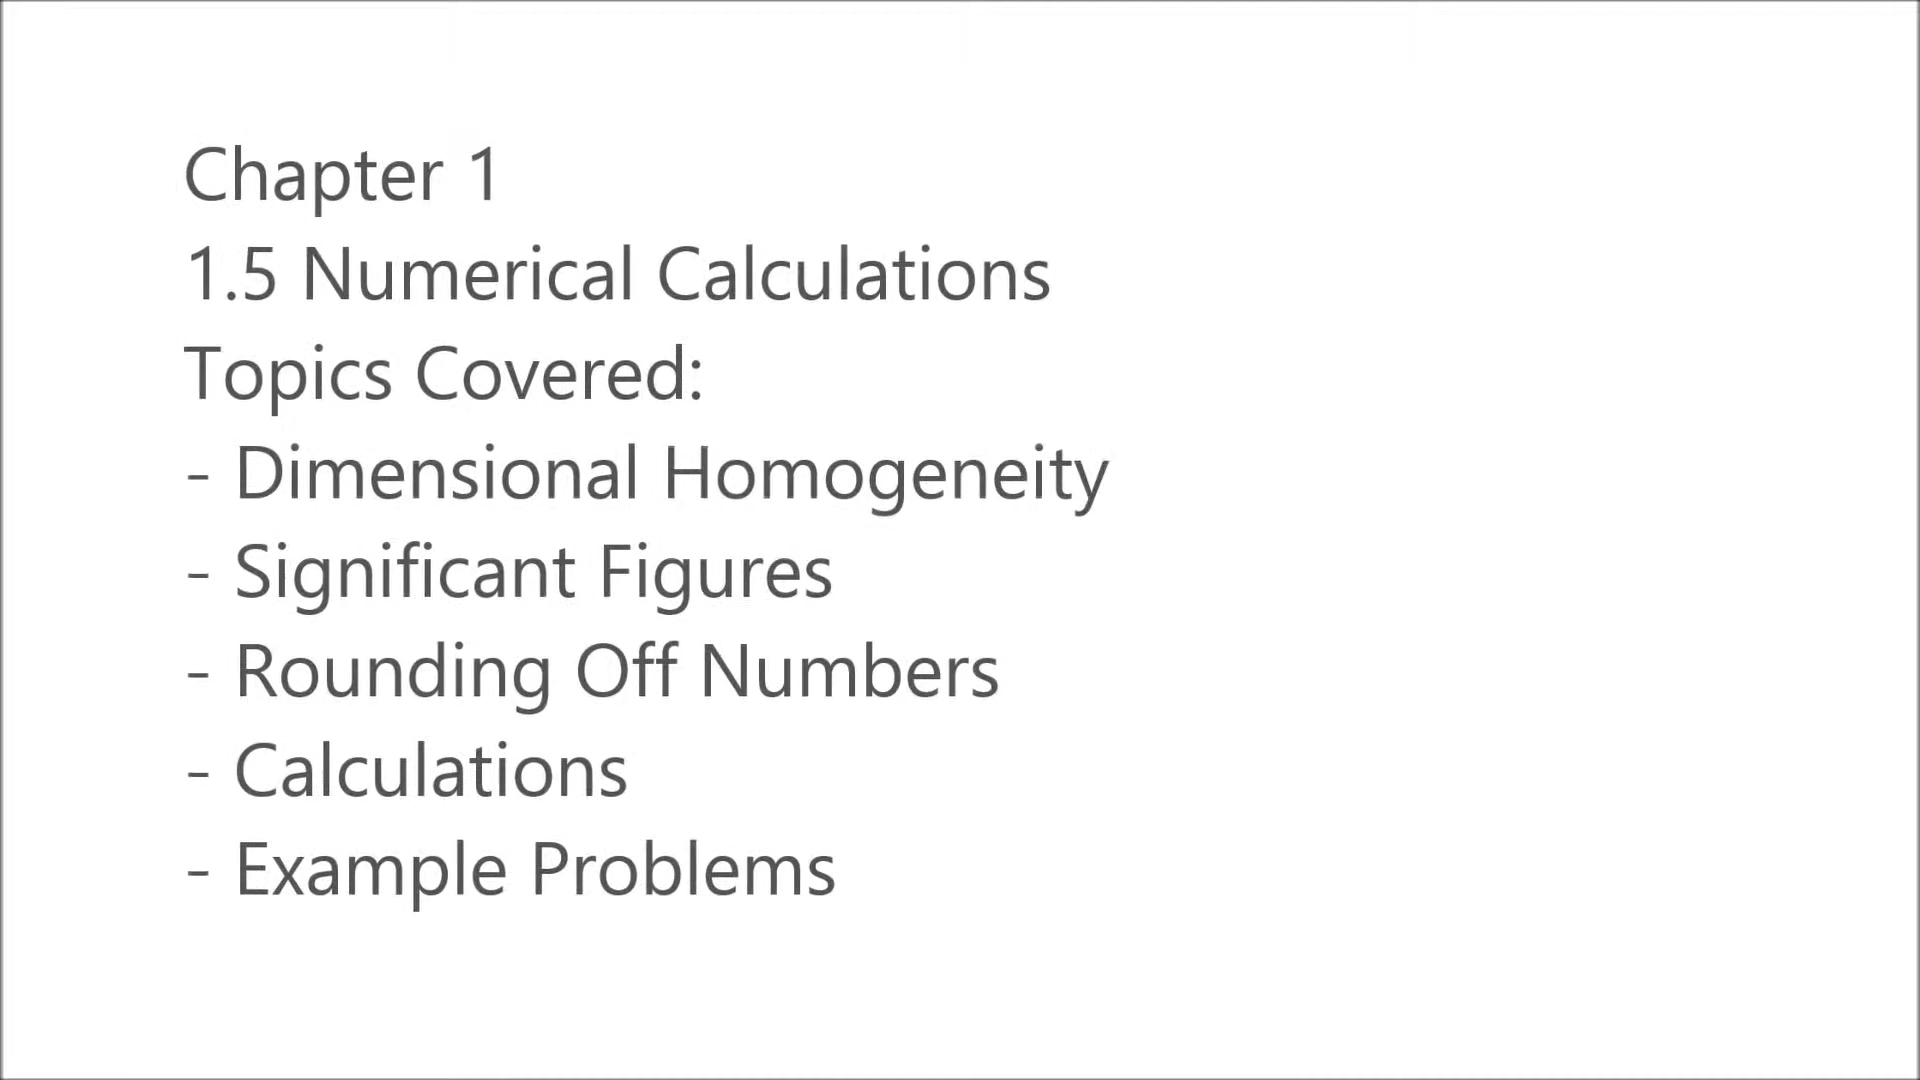 Chapter 1
1.5 Numerical Calculations
Topics Covered:
- Dimensional Homogeneity
- Significant Figures
- Rounding Off Numbers
- Calculations
- Example Problems